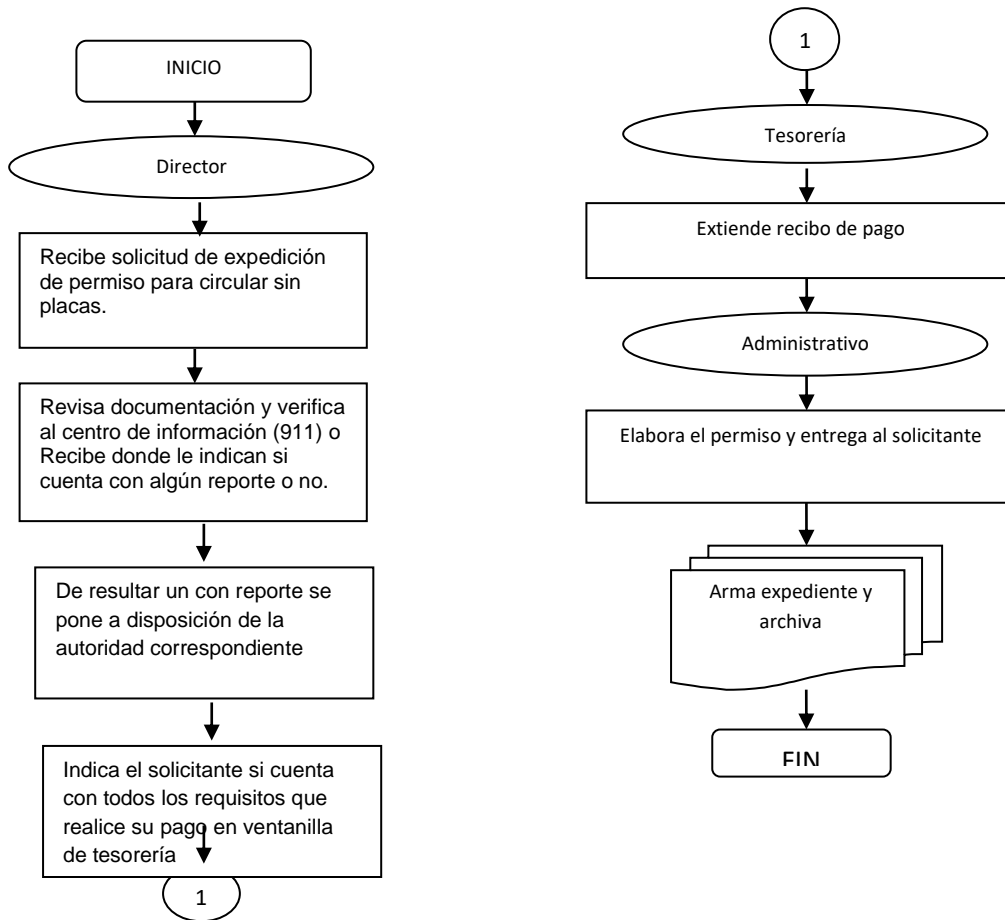 INICIO
Director
Recibe solicitud de expedición
de permiso para circular sin
placas.
Revisa documentación y verifica
al centro de información (911) o
Recibe donde le indican si
cuenta con algún reporte o no.
De resultar un con reporte se
pone a disposición de la
autoridad correspondiente
Indica el solicitante si cuenta
con todos los requisitos que
realice su pago en ventanilla
de tesorería
1
1
Tesorería
Extiende recibo de pago
Administrativo
Elabora el permiso y entrega al solicitante
Arma expediente y
archiva
FIN